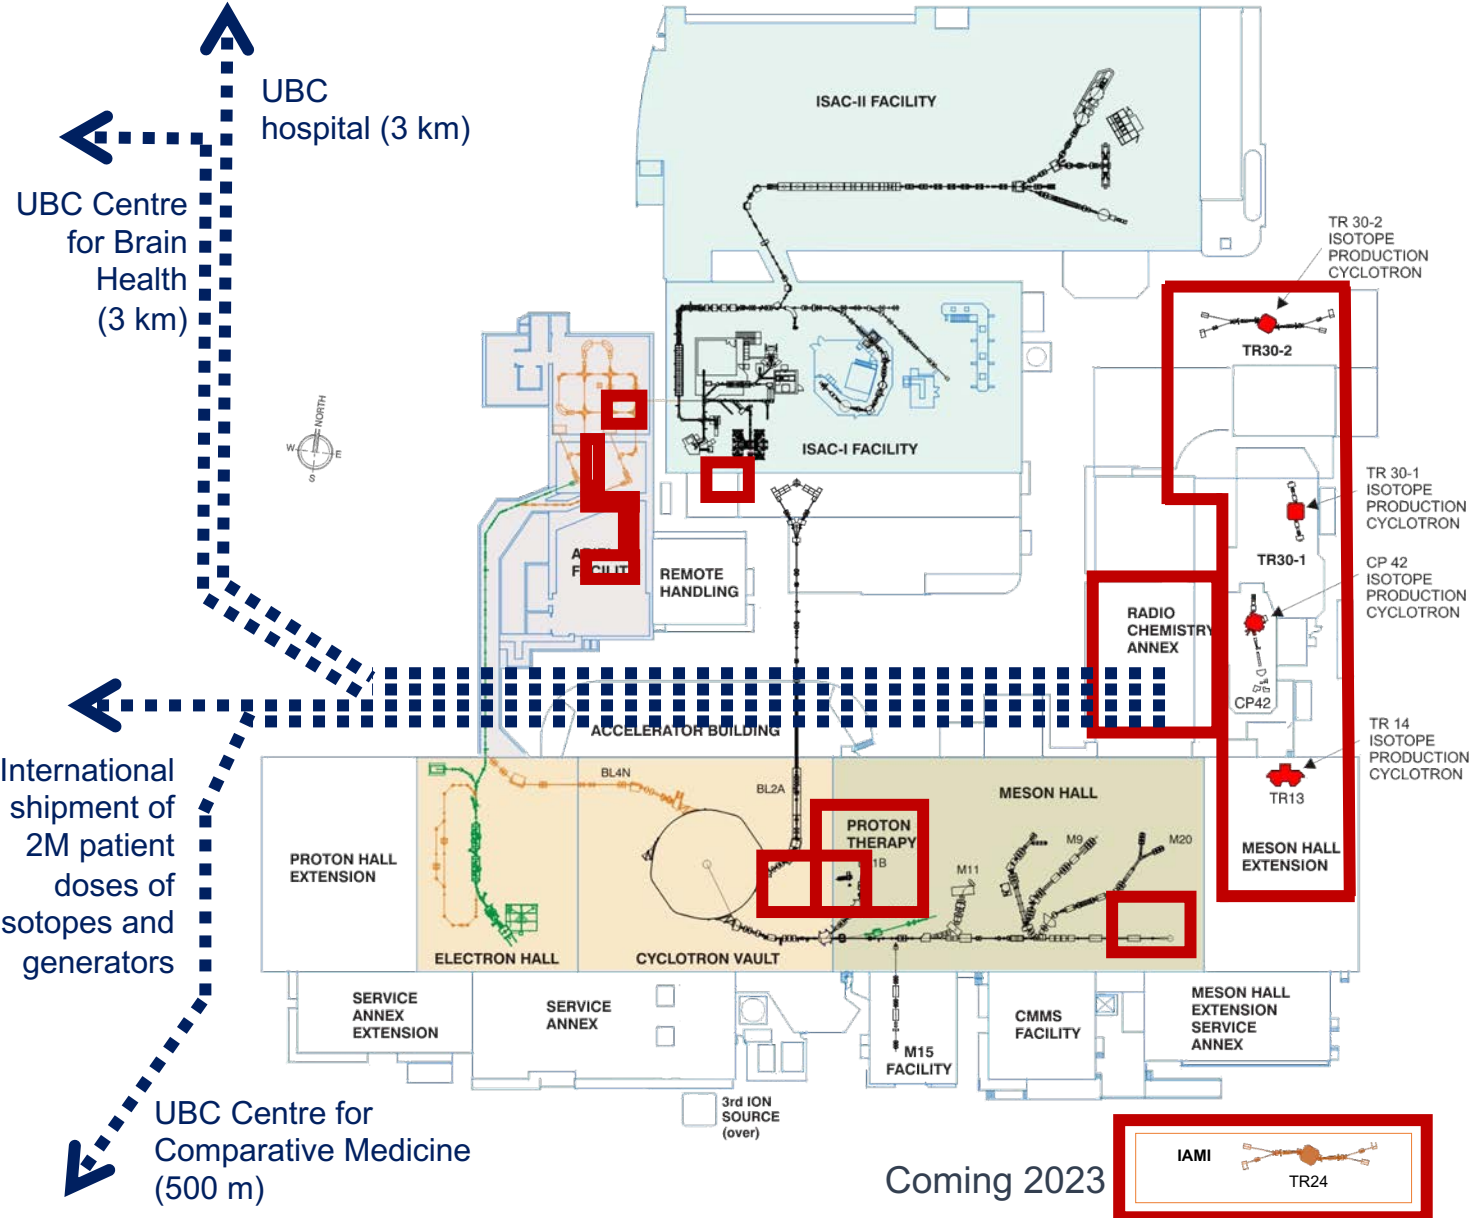 UBC
hospital (3 km)
UBC Centre
for Brain
Health
(3 km)
ISAC-II FACILITY
TR 30-2
ISOTOPE
PRODUCTION
CYCLOTRON
TR30-2
NORTH
W
E
S
ISAC-I FACILITY
TR 30-1
ISOTOPE
PRODUCTION
CYCLOTRON
TR30-1
REMOTE
HANDLING
CP 42
ISOTOPE
PRODUCTION
CYCLOTRON
RADIO
CHEMISTRY
ANNEX
CP42
ACCELERATOR BUILDING
TR 14
ISOTOPE
PRODUCTION
CYCLOTRON
TR13
International
shipment of
2M patient
doses of
sotopes and
generators
BL4N
BL2A
MESON HALL
PROTON
THERAPY
1B
M11
M9
M20
PROTON HALL
EXTENSION
MESON HALL
EXTENSION
ELECTRON HALL
CYCLOTRON VAULT
SERVICE
ANNEX
EXTENSION
SERVICE
ANNEX
M15
FACILITY
CMMS
FACILITY
MESON HALL
EXTENSION
SERVICE
ANNEX
3rd ION
SOURCE
(over)
UBC Centre for
Comparative Medicine
(500 m)
Coming 2023
IAMI
TR24